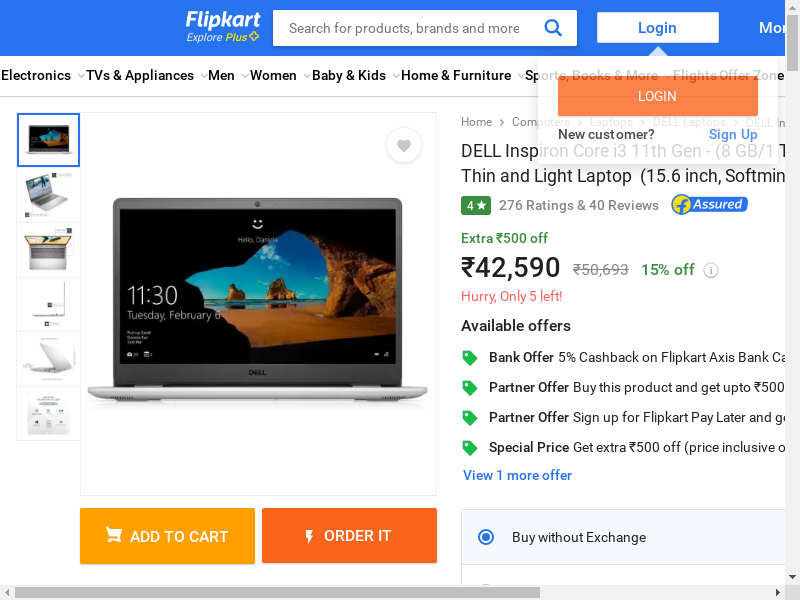 Flipkart
Explore Plus
Search for products, brands and more
Login
Mor
Electronics TVs & Appliances Men Women Baby & Kids Home & Furniture Sports, Books & More Flights Offer Zone
LOGIN
New customer? Sign Up
Home Computers Laptops DELL Laptops DELL In
DELL Inspiron Core i3 11th Gen - (8 GB/1 T
Thin and Light Laptop (15.6 inch, Softmin
4 276 Ratings & 40 Reviews Assured
Extra ₹500 off
₹42,590 ₹50,693 15% off i
Hurry, Only 5 left!
Available offers
Bank Offer 5% Cashback on Flipkart Axis Bank Ca
Partner Offer Buy this product and get upto ₹500
Partner Offer Sign up for Flipkart Pay Later and ge
Special Price Get extra ₹500 off (price inclusive o
View 1 more offer
Buy without Exchange
Hello, Daniela
11:30
Tuesday, February 6
DELL
ADD TO CART
ORDER IT